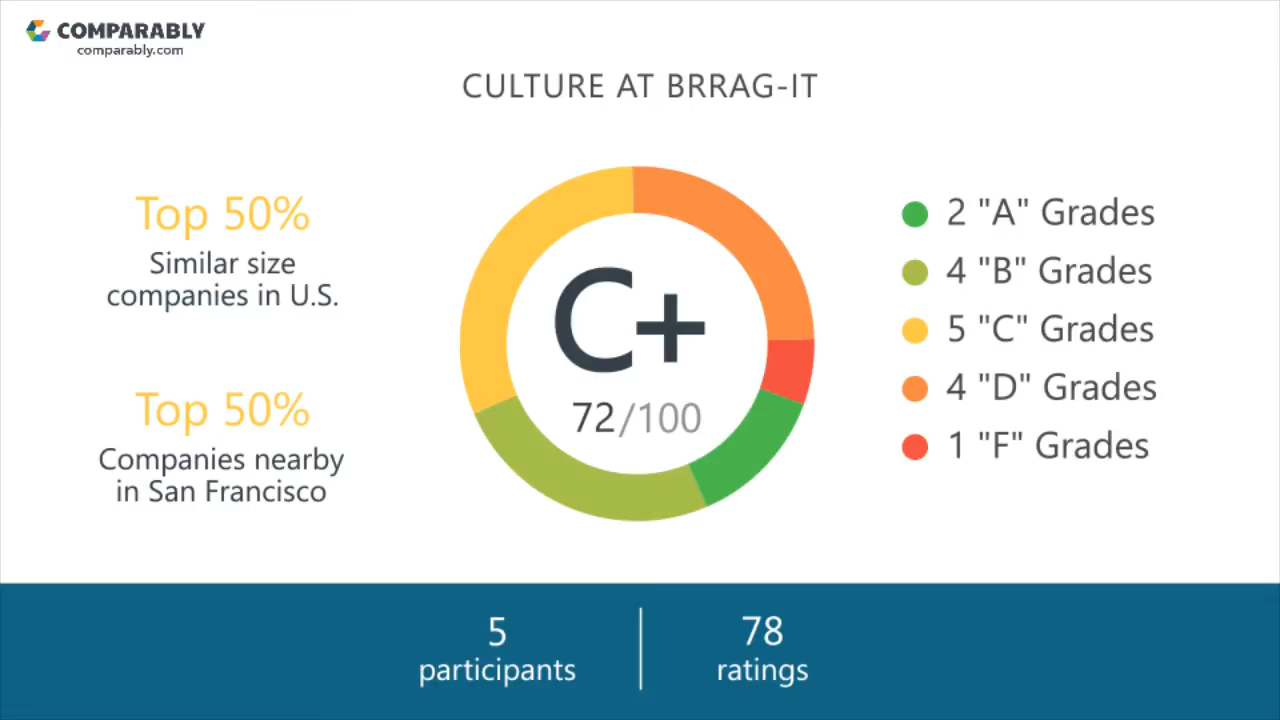 COMPARABLY
comparably.com
CULTURE AT BRRAG-IT
Top 50%
Similar size
companies in U.S.
Top 50%
Companies nearby
in San Francisco
C+
72/100
2 "A" Grades
4 "B" Grades
5 "C" Grades
4 "D" Grades
1 "F" Grades
5
participants
78
ratings